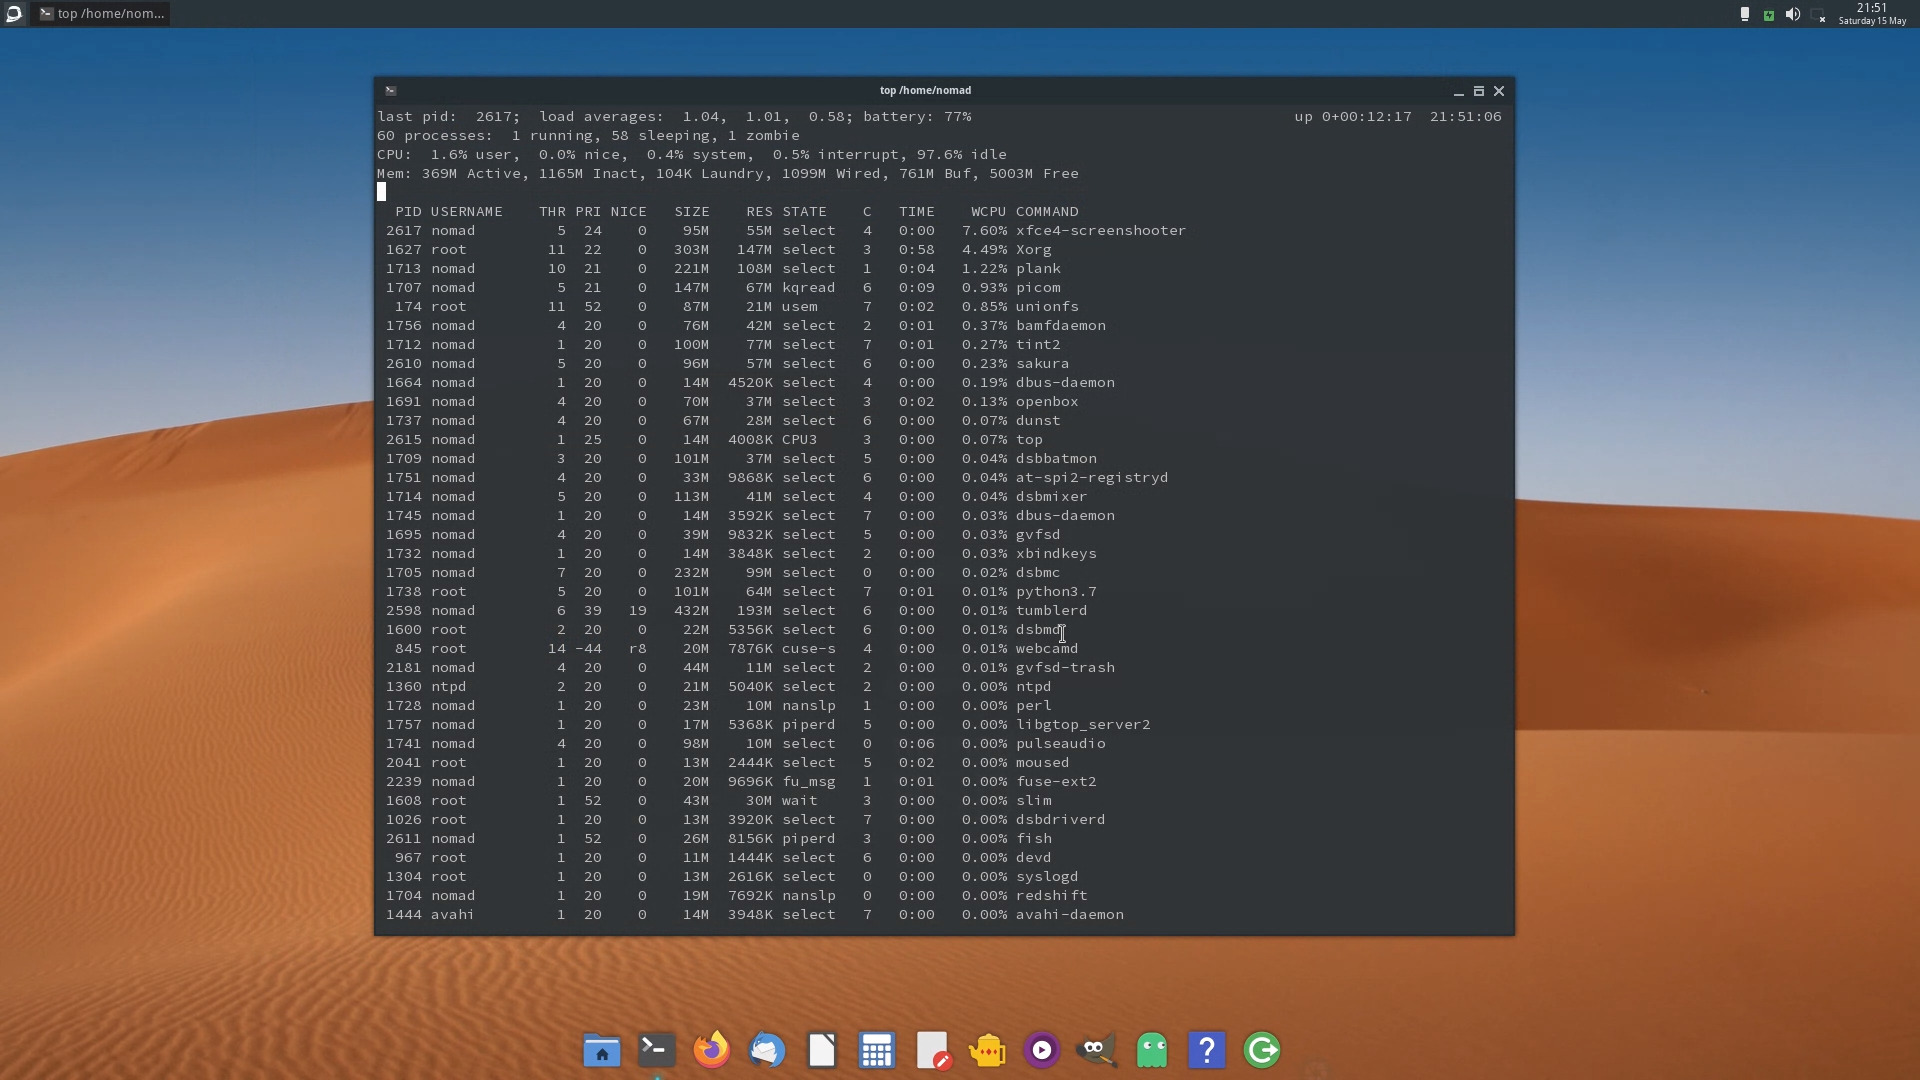 top /home/nom...
21:51
Saturday 15 May
top /home/nomad
last pid:  2617;  load averages:  1.04,  1.01,  0.58; battery: 77%  up 0+00:12:17  21:51:06
60 processes:  1 running, 58 sleeping, 1 zombie
CPU:  1.6% user,  0.0% nice,  0.4% system,  0.5% interrupt, 97.6% idle
Mem: 369M Active, 1165M Inact, 104K Laundry, 1099M Wired, 761M Buf, 5003M Free
PID USERNAME THR PRI NICE SIZE RES STATE C TIME WCPU COMMAND
2617 nomad 5 24 0 95M 55M select 4 0:00 7.60% xfce4-screenshooter
1627 root 11 22 0 303M 147M select 3 0:58 4.49% Xorg
1713 nomad 10 21 0 221M 108M select 1 0:04 1.22% plank
1707 nomad 5 21 0 147M 67M kqread 6 0:09 0.93% picom
174 root 11 52 0 87M 21M usem 7 0:02 0.85% unionfs
1756 nomad 4 20 0 76M 42M select 2 0:01 0.37% bamfdaemon
1712 nomad 1 20 0 100M 77M select 7 0:01 0.27% tint2
2610 nomad 5 20 0 96M 57M select 6 0:00 0.23% sakura
1664 nomad 1 20 0 14M 4520K select 4 0:00 0.19% dbus-daemon
1691 nomad 4 20 0 70M 37M select 3 0:02 0.13% openbox
1737 nomad 4 20 0 67M 28M select 6 0:00 0.07% dunst
2615 nomad 1 25 0 14M 4008K CPU3 3 0:00 0.07% top
1709 nomad 3 20 0 101M 37M select 5 0:00 0.04% dsbbatmon
1751 nomad 4 20 0 33M 9868K select 6 0:00 0.04% at-spi2-registryd
1714 nomad 5 20 0 113M 41M select 4 0:00 0.04% dsbmixer
1745 nomad 1 20 0 14M 3592K select 7 0:00 0.03% dbus-daemon
1695 nomad 4 20 0 39M 9832K select 5 0:00 0.03% gvfsd
1732 nomad 1 20 0 14M 3848K select 2 0:00 0.03% xbindkeys
1705 nomad 7 20 0 232M 99M select 0 0:00 0.02% dsbmc
1738 root 5 20 0 101M 64M select 7 0:01 0.01% python3.7
2598 nomad 6 39 19 432M 193M select 6 0:00 0.01% tumblerd
1600 root 2 20 0 22M 5356K select 6 0:00 0.01% dsbmd
845 root 14 -44 r8 20M 7876K cuse-s 4 0:00 0.01% webcamd
2181 nomad 4 20 0 44M 11M select 2 0:00 0.01% gvfsd-trash
1360 ntpd 2 20 0 21M 5040K select 2 0:00 0.00% ntpd
1728 nomad 1 20 0 23M 10M nanslp 1 0:00 0.00% perl
1757 nomad 1 20 0 17M 5368K piperd 5 0:00 0.00% libgtop_server2
1741 nomad 4 20 0 98M 10M select 0 0:06 0.00% pulseaudio
2041 root 1 20 0 13M 2444K select 5 0:02 0.00% moused
2239 nomad 1 20 0 20M 9696K fu_msg 1 0:01 0.00% fuse-ext2
1608 root 1 52 0 43M 30M wait 3 0:00 0.00% slim
1026 root 1 20 0 13M 3920K select 7 0:00 0.00% dsbdriverd
2611 nomad 1 52 0 26M 8156K piperd 3 0:00 0.00% fish
967 root 1 20 0 11M 1444K select 6 0:00 0.00% devd
1304 root 1 20 0 13M 2616K select 0 0:00 0.00% syslogd
1704 nomad 1 20 0 19M 7692K nanslp 0 0:00 0.00% redshift
1444 avahi 1 20 0 14M 3948K select 7 0:00 0.00% avahi-daemon